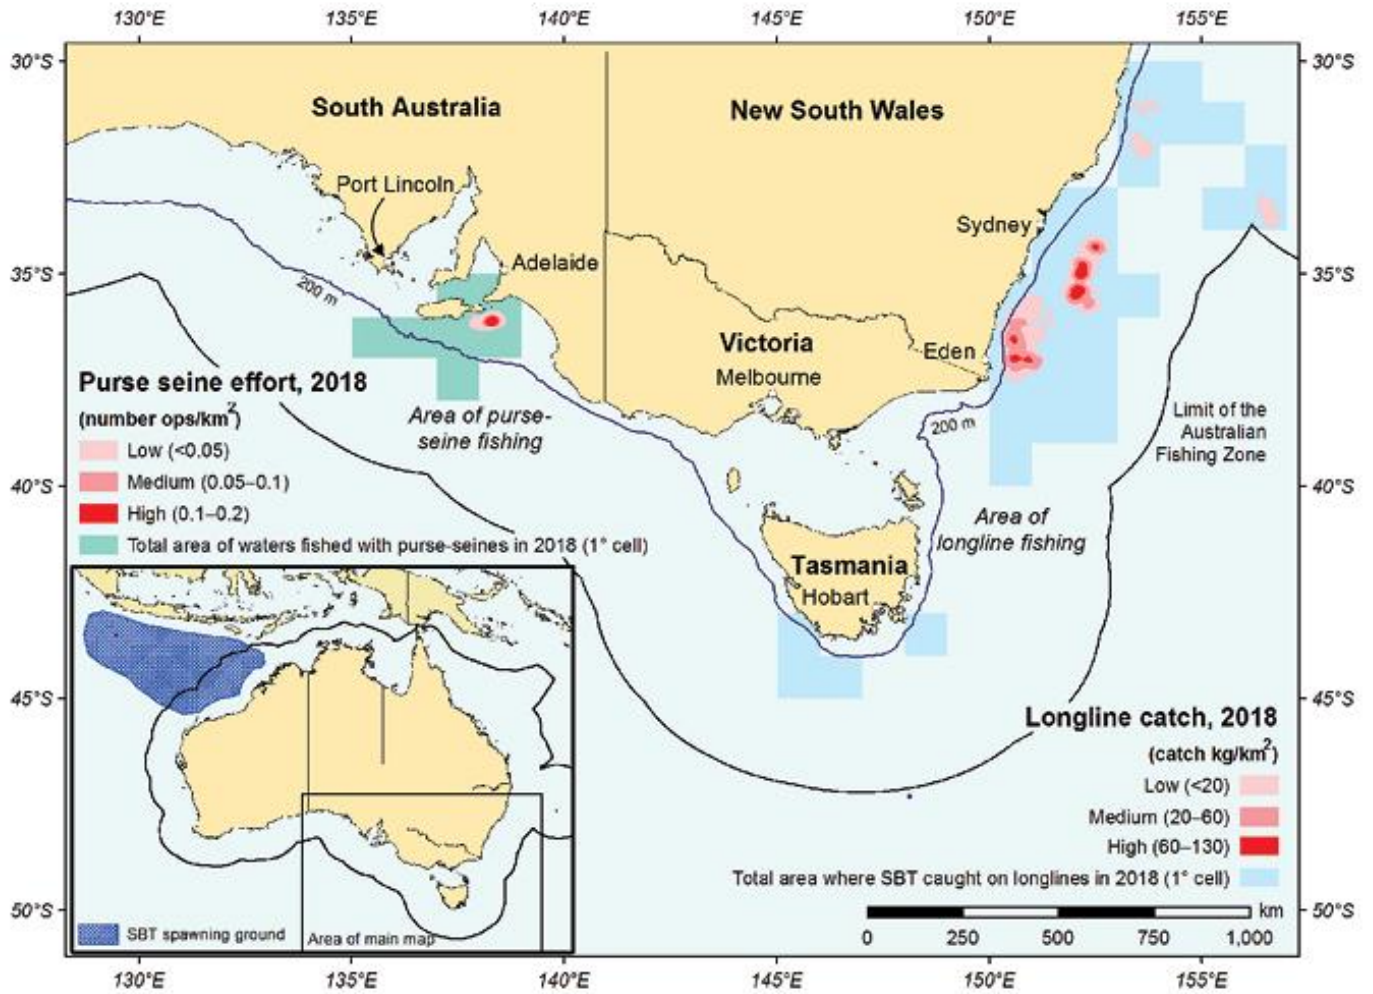 130°E 135°E 140°E 145°E 150°E 155°E
30°S 30°S
South Australia
New South Wales
Port Lincoln
Sydney
Adelaide
35°S 35°S
200 m
Victoria
Eden
Melbourne
Purse seine effort, 2018
(number ops/km2)
Low (<0.05)
Medium (0.05–0.1)
High (0.1–0.2)
Total area of waters fished with purse-seines in 2018 (1° cell)
Area of purse-
seine fishing
200 m
Limit of the
Australian
Fishing Zone
40°S 40°S
Area of
longline fishing
Tasmania
Hobart
45°S 45°S
Longline catch, 2018
(catch kg/km2)
Low (<20)
Medium (20–60)
High (60–130)
Total area where SBT caught on longlines in 2018 (1° cell)
50°S 50°S
km
0 250 500 750 1,000
SBT spawning ground
Area of main map
130°E 135°E 140°E 145°E 150°E 155°E